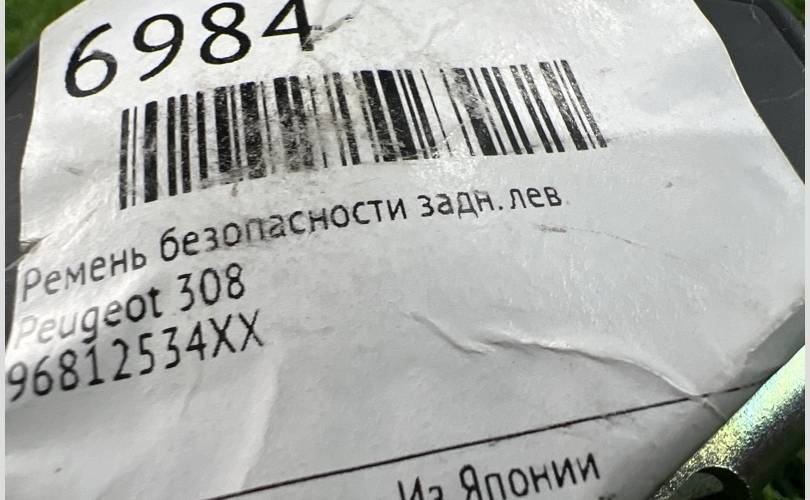 6984
Ремень безопасности задн.лев
Peugeot 308
96812534XX
Из Японии